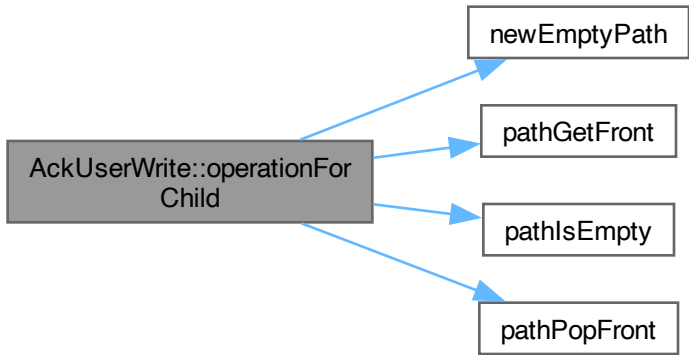 newEmptyPath
pathGetFront
AckUserWrite::operationFor
Child
pathIsEmpty
pathPopFront